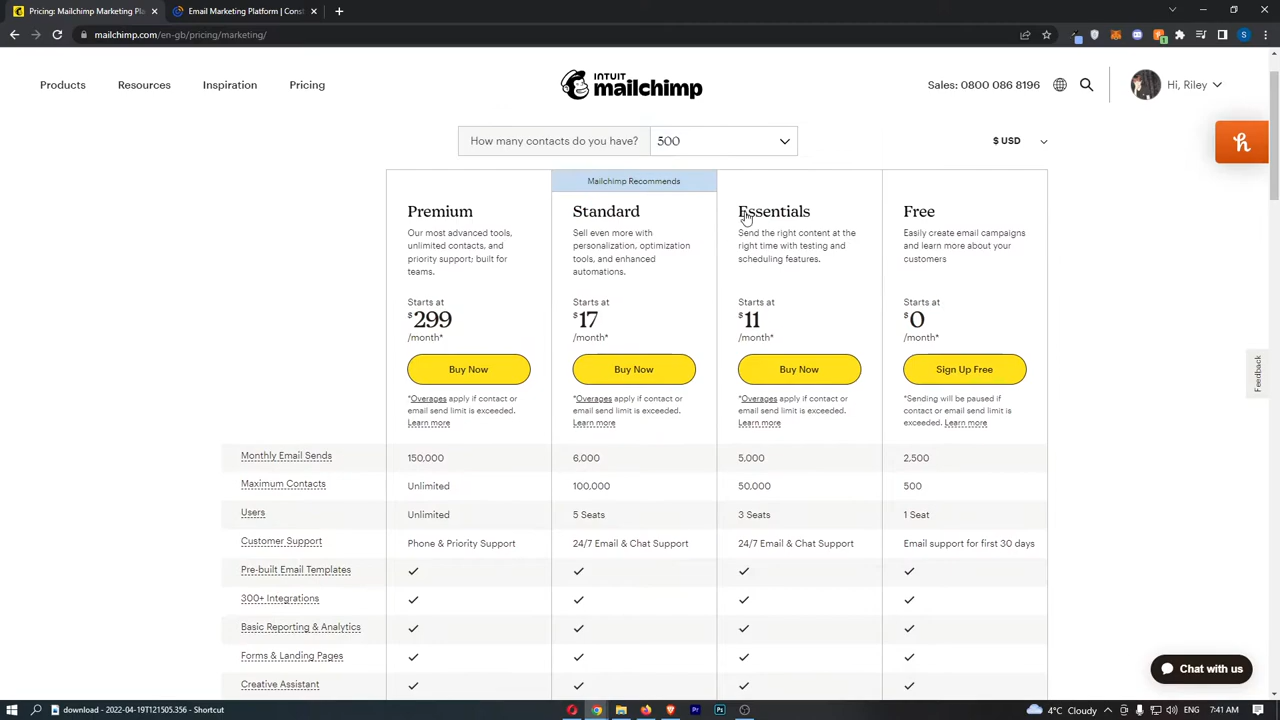 Pricing: Mailchimp Marketing Pla
Email Marketing Platform | Cons
mailchimp.com/en-gb/pricing/marketing/
Products
Resources
Inspiration
Pricing
INTUIT
mailchimp
Sales: 0800 086 8196
Hi, Riley
How many contacts do you have?
500
$ USD
Mailchimp Recommends
Premium
Our most advanced tools,
unlimited contacts, and
priority support; built for
teams.
Starts at
$299
/month*
Buy Now
*Overages apply if contact or
email send limit is exceeded.
Learn more
Standard
Sell even more with
personalization, optimization
tools, and enhanced
automations.
Starts at
$17
/month*
Buy Now
*Overages apply if contact or
email send limit is exceeded.
Learn more
Essentials
Send the right content at the
right time with testing and
scheduling features.
Starts at
$11
/month*
Buy Now
*Overages apply if contact or
email send limit is exceeded.
Learn more
Free
Easily create email campaigns
and learn more about your
customers
Starts at
$0
/month*
Sign Up Free
*Sending will be paused if
contact or email send limit is
exceeded. Learn more
Monthly Email Sends 150,000 6,000 5,000 2,500
Maximum Contacts Unlimited 100,000 50,000 500
Users Unlimited 5 Seats 3 Seats 1 Seat
Customer Support Phone & Priority Support 24/7 Email & Chat Support 24/7 Email & Chat Support Email support for first 30 days
Pre-built Email Templates
300+ Integrations
Basic Reporting & Analytics
Forms & Landing Pages
Creative Assistant
h
Feedback
Chat with us
download - 2022-04-19T121505.356 - Shortcut
4°C Cloudy
ENG
7:41 AM